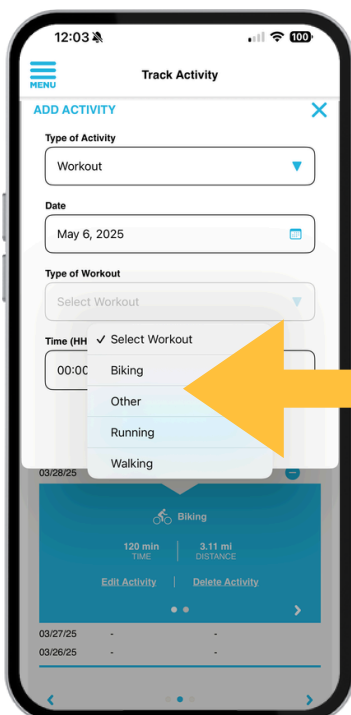 12:03 100
MENU
Track Activity
ADD ACTIVITY
Type of Activity
Workout
Date
May 6, 2025
Type of Workout
Select Workout
Time (HH
00:00
✓ Select Workout
Biking
Other
Running
Walking
03/28/25
Biking
120 min 3.11 mi
TIME DISTANCE
Edit Activity | Delete Activity
03/27/25 - -
03/26/25 - -